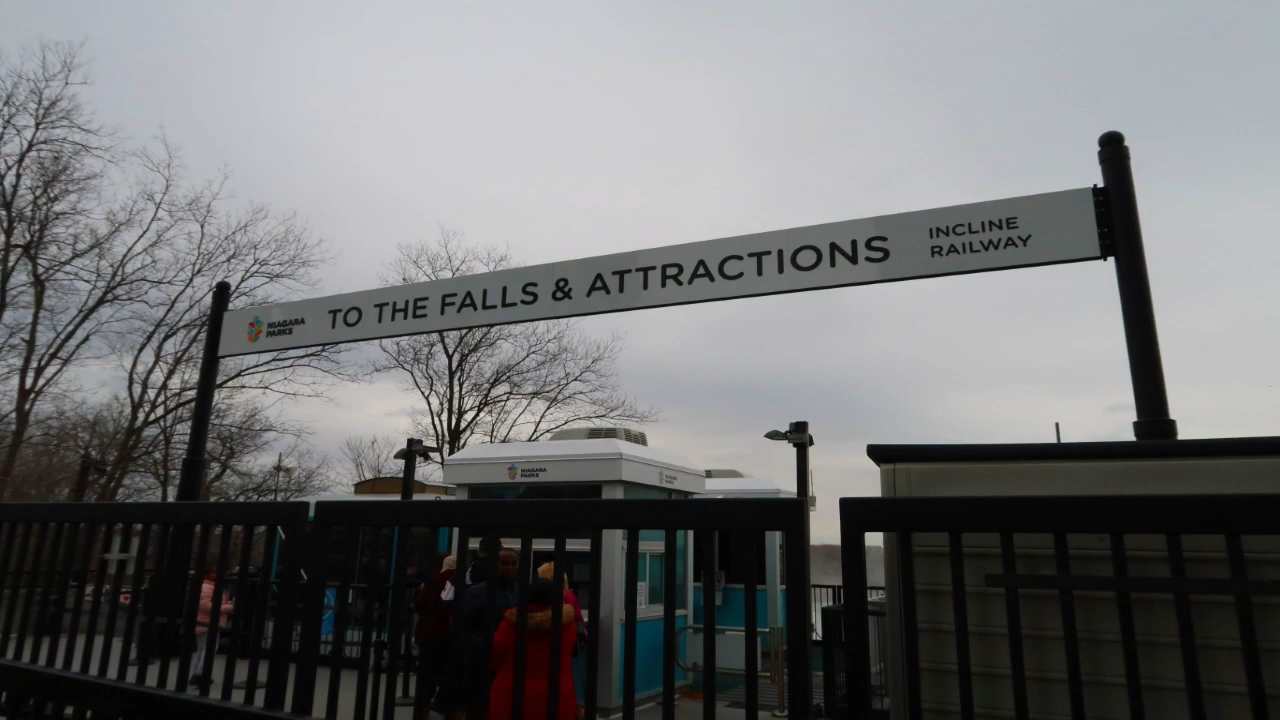 NIAGARA
PARKS
TO THE FALLS & ATTRACTIONS
INCLINE
RAILWAY
NIAGARA
PARKS